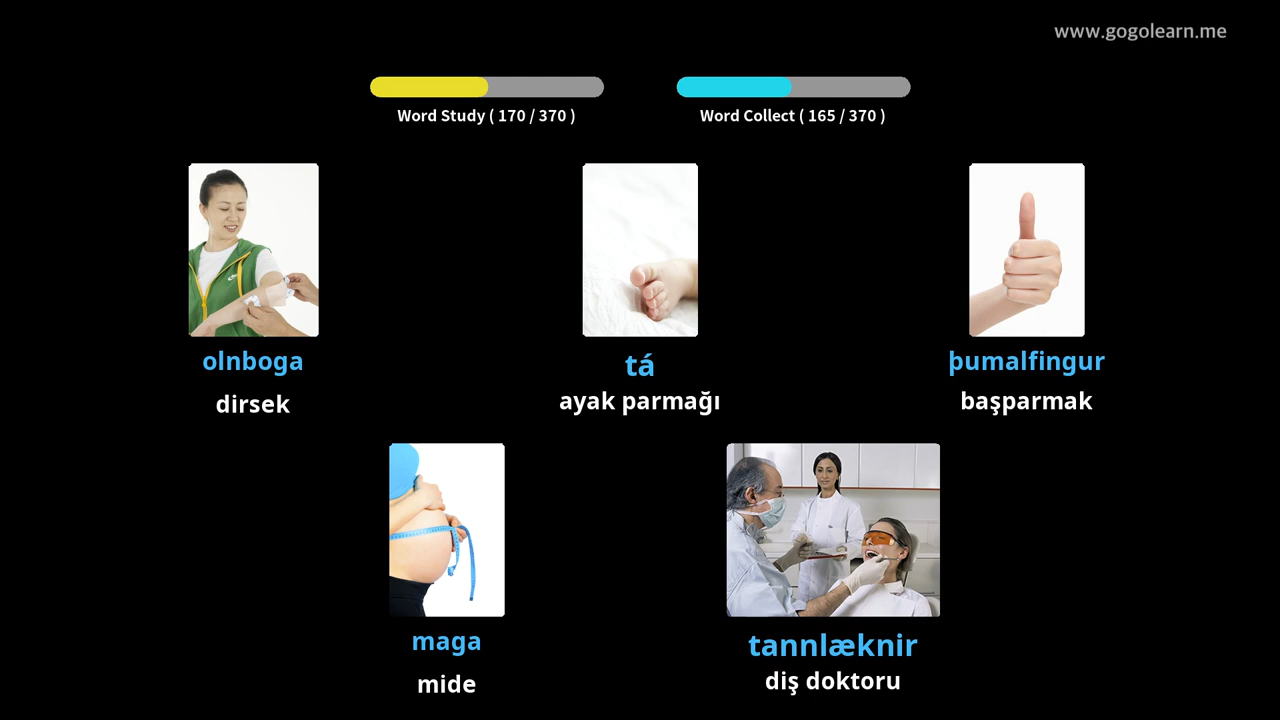 www.gogolearn.me
Word Study ( 170 / 370 )
Word Collect ( 165 / 370 )
olnboga
dirsek
tá
ayak parmağı
þumalfingur
başparmak
maga
mide
tannlæknir
diş doktoru